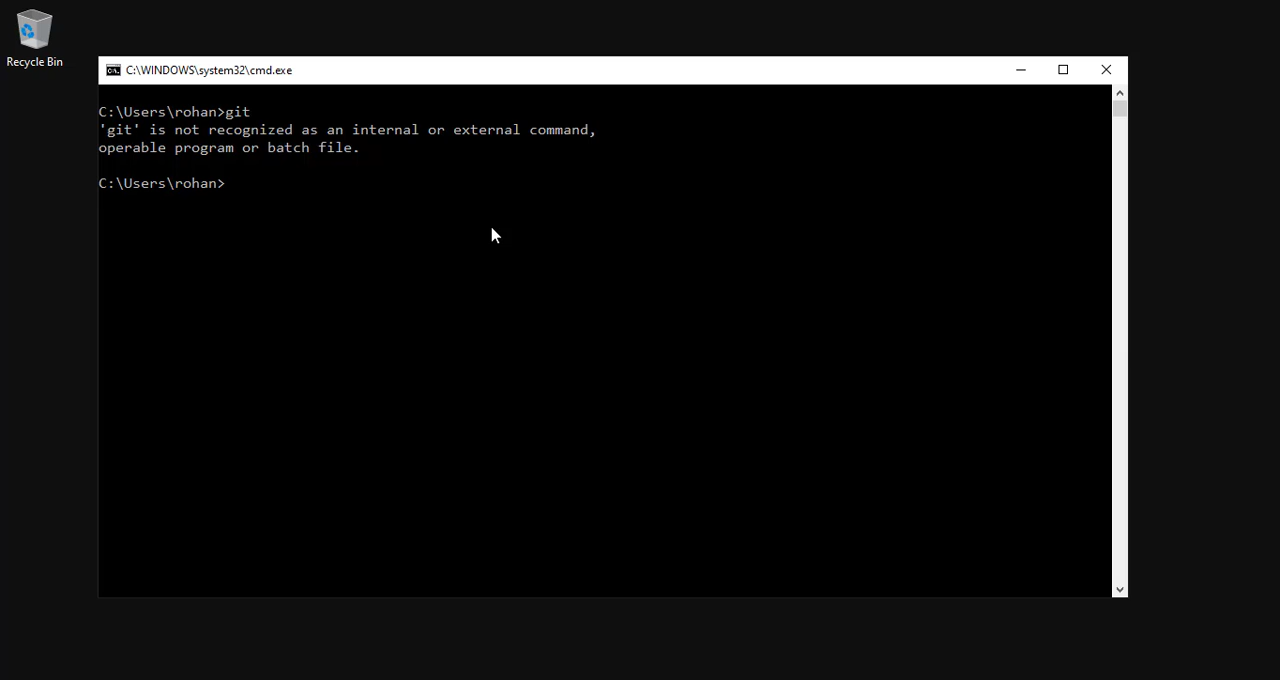 Recycle Bin
C:\WINDOWS\system32\cmd.exe
C:\Users\rohan>git
'git' is not recognized as an internal or external command,
operable program or batch file.
C:\Users\rohan>